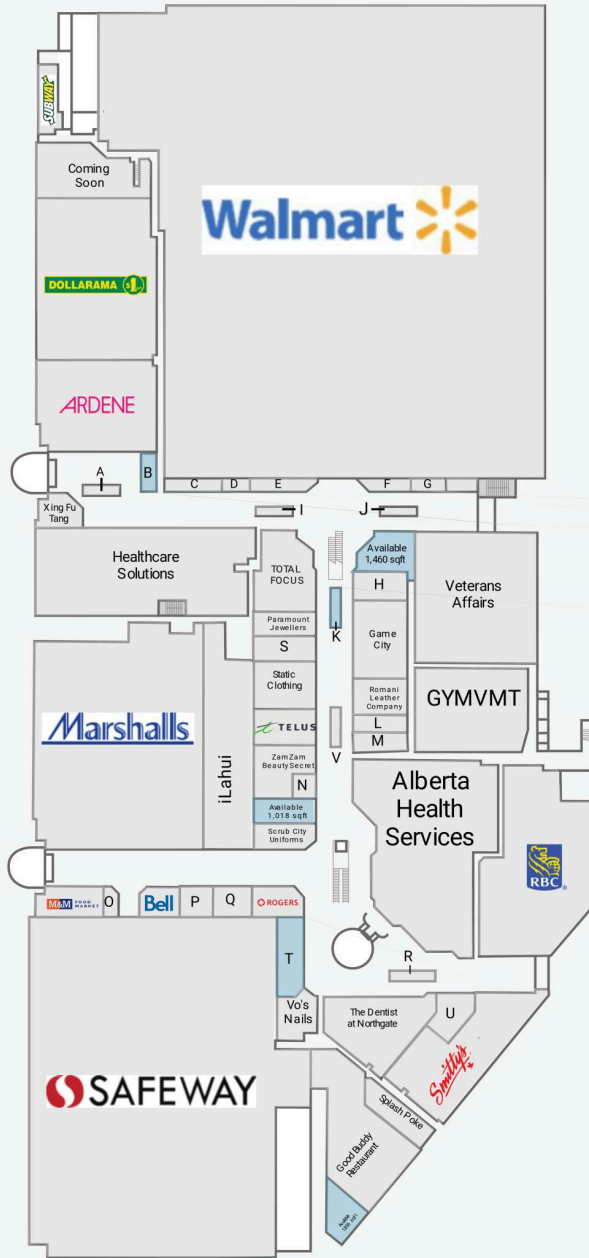 SUBWAY
Coming
Soon
Walmart
DOLLARAMA $1
ARDENE
A
B
C
D
E
F
G
Xing Fu
Tang
I
J
Healthcare
Solutions
TOTAL
FOCUS
Available
1,460 sqft
H
Veterans
Affairs
Paramount
Jewellers
K
S
Game
City
Static
Clothing
Romani
Leather
Company
GYMVMT
Marshalls
iLahui
TELUS
L
M
V
ZamZam
BeautySecret
N
Alberta
Health
Services
Available
1,018 sqft
Scrub City
Uniforms
RBC
M&M FOOD
MARKET
O
Bell
P
Q
ROGERS
T
R
Vo's
Nails
The Dentist
at Northgate
U
Smitty's
SAFEWAY
Splash Poke
Good Buddy
Restaurant